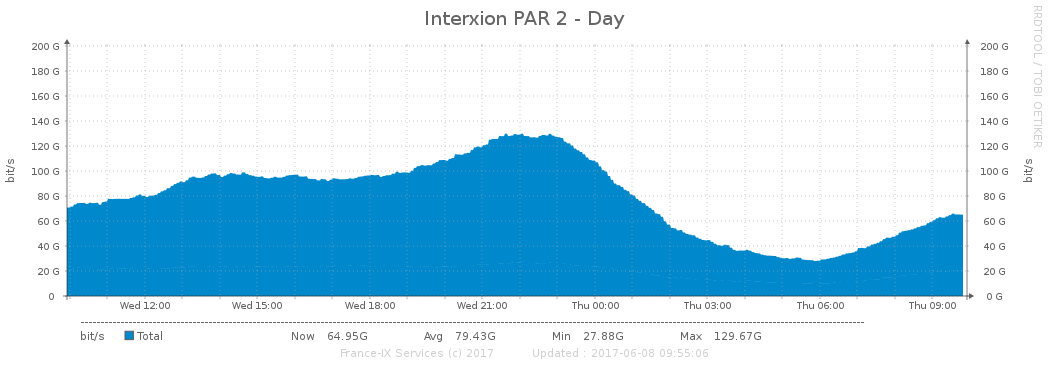 Interxion PAR 2 - Day
RRDTOOL / TOBI OETIKER
200 G 200 G
180 G 180 G
160 G 160 G
140 G 140 G
120 G 120 G
100 G 100 G
80 G 80 G
60 G 60 G
40 G 40 G
20 G 20 G
0 0 G
bit/s bit/s
Wed 12:00 Wed 15:00 Wed 18:00 Wed 21:00 Thu 00:00 Thu 03:00 Thu 06:00 Thu 09:00
bit/s Total Now 64.95G Avg 79.43G Min 27.88G Max 129.67G
France-IX Services (c) 2017 Updated : 2017-06-08 09:55:06